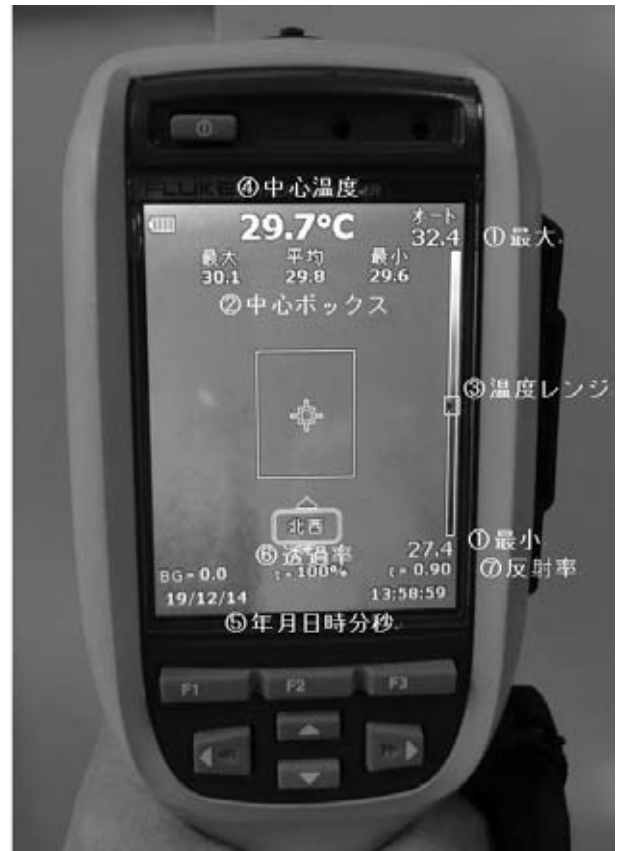 FLUKE
④中心温度
29.7°C
オート
32.4
①最大
最大 平均 最小
30.1 29.8 29.6
②中心ボックス
③温度レンジ
北西
27.4
①最小
⑥透過率
⑦反射率
BG= 0.0 τ= 100% ε= 0.90
19/12/14 13:58:59
⑤年月日時分秒
F1 F2 F3